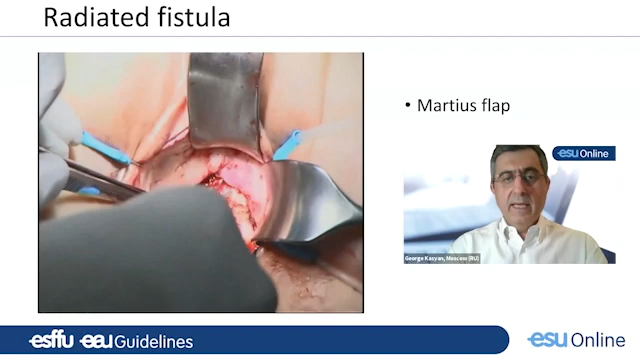 Radiated fistula
• Martius flap
esu Online
George Kasyan, Moscow (RU)
esffu eau Guidelines
esu Online